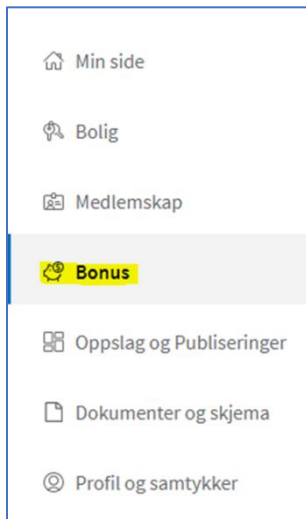 Min side
Bolig
Medlemskap
Bonus
Oppslag og Publiseringer
Dokumenter og skjema
Profil og samtykker